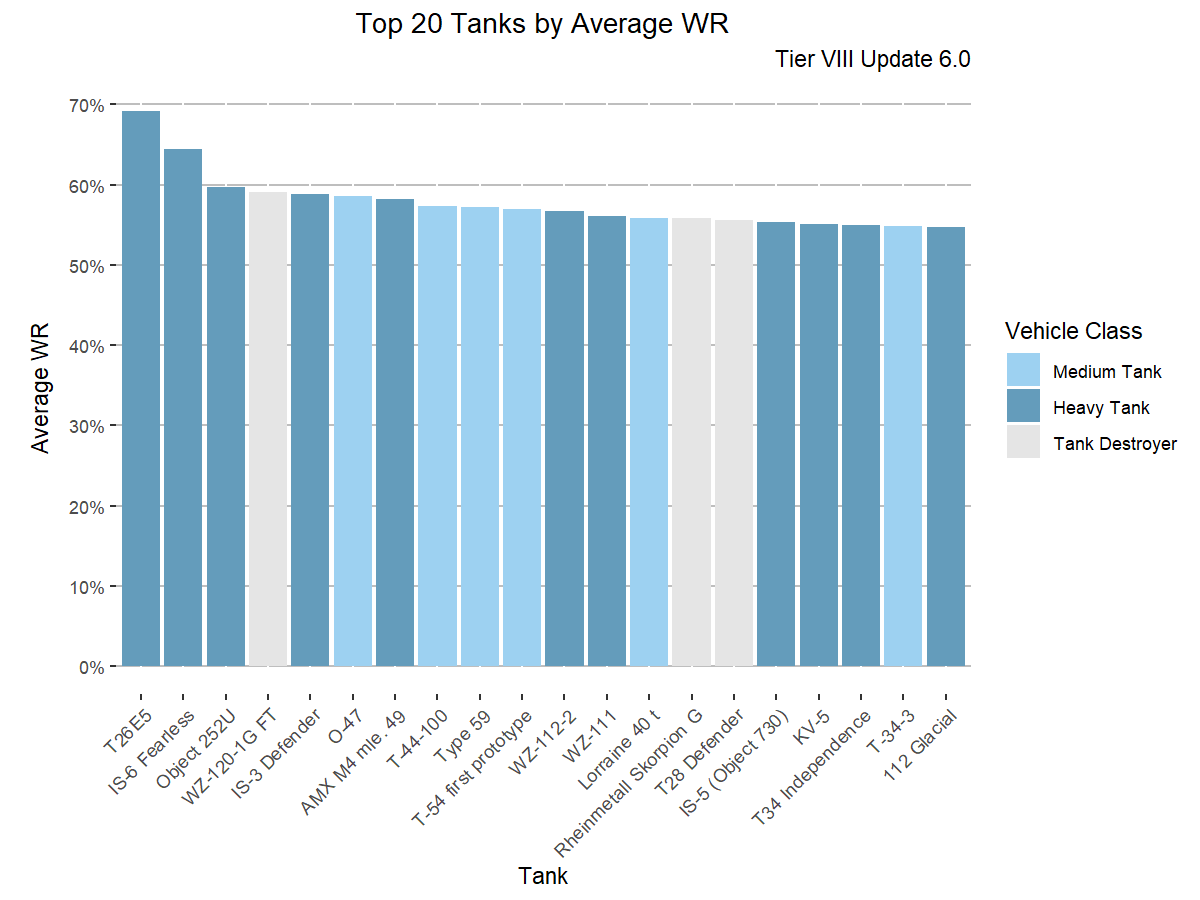 Top 20 Tanks by Average WR
Tier VIII Update 6.0
70%
60%
50%
40%
30%
20%
10%
0%
Average WR
T26E5
IS-6 Fearless
Object 252U
WZ-120-1G FT
IS-3 Defender
O-47
AMX M4 mle. 49
T-44-100
Type 59
T-54 first prototype
WZ-112-2
WZ-111
Lorraine 40 t
Rheinmetall Skorpion G
T28 Defender
IS-5 (Object 730)
KV-5
T34 Independence
T-34-3
112 Glacial
Tank
Vehicle Class
Medium Tank
Heavy Tank
Tank Destroyer